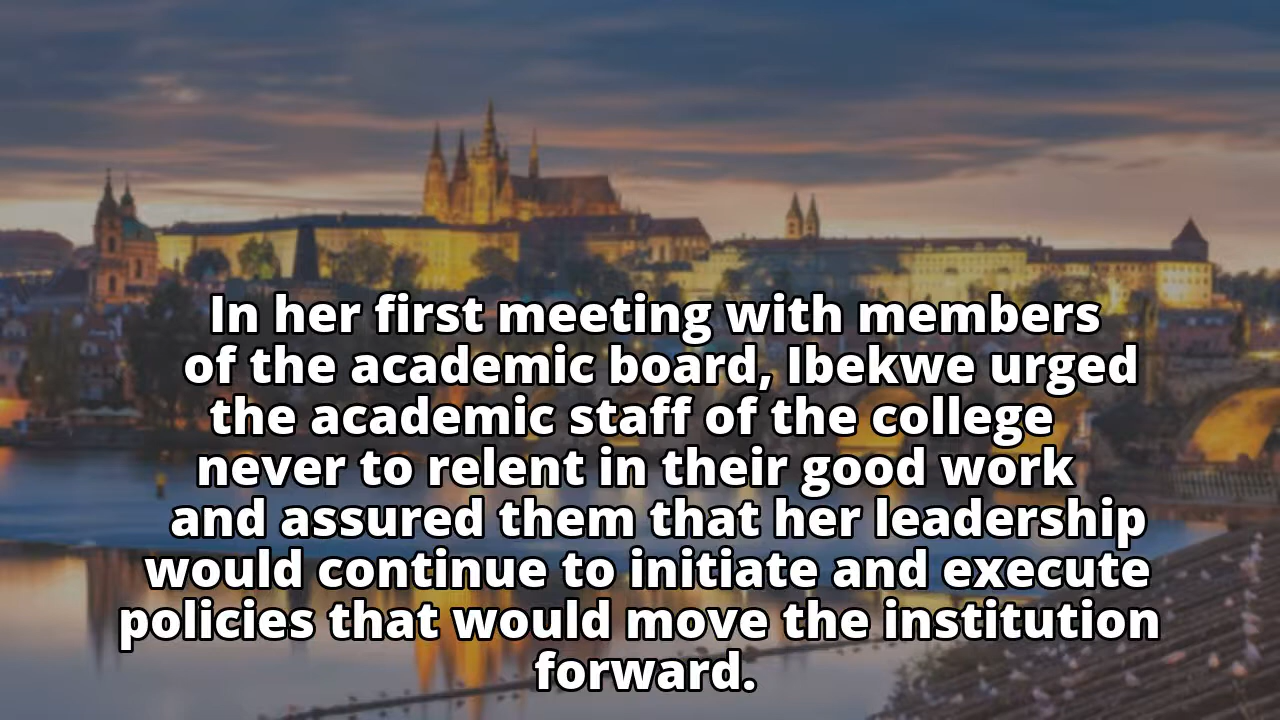 In her first meeting with members
of the academic board, Ibekwe urged
the academic staff of the college
never to relent in their good work
and assured them that her leadership
would continue to initiate and execute
policies that would move the institution
forward.